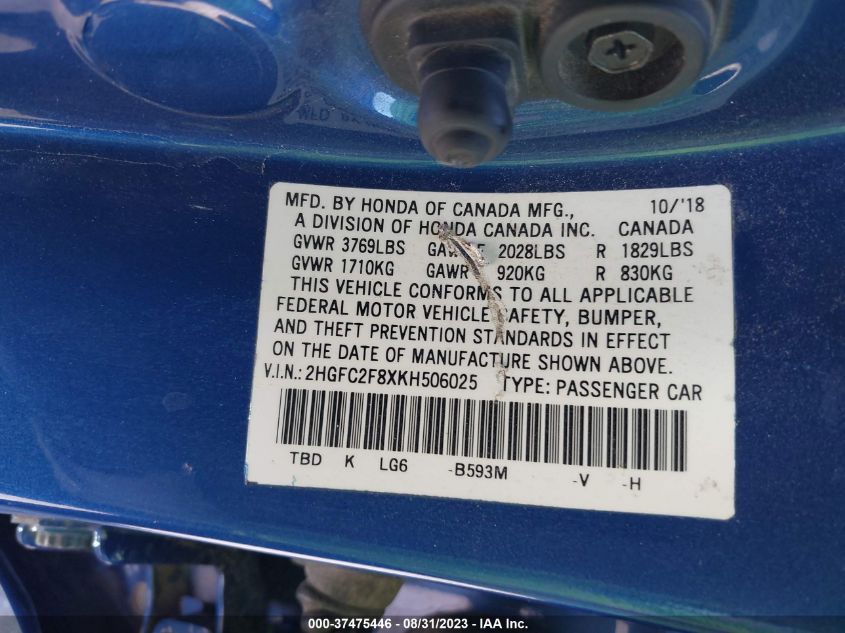 MFD. BY HONDA OF CANADA MFG., 10/'18
A DIVISION OF HONDA CANADA INC. CANADA
GVWR 3769LBS 2028LBS R 1829LBS
GVWR 1710KG GAWR 920KG R 830KG
THIS VEHICLE CONFORMS TO ALL APPLICABLE
FEDERAL MOTOR VEHICLE SAFETY, BUMPER,
AND THEFT PREVENTION STANDARDS IN EFFECT
ON THE DATE OF MANUFACTURE SHOWN ABOVE.
V.I.N.: 2HGFC2F8XKH506025 TYPE: PASSENGER CAR
TBD K LG6 -B593M -V -H
000-37475446 - 08/31/2023 - IAA Inc.